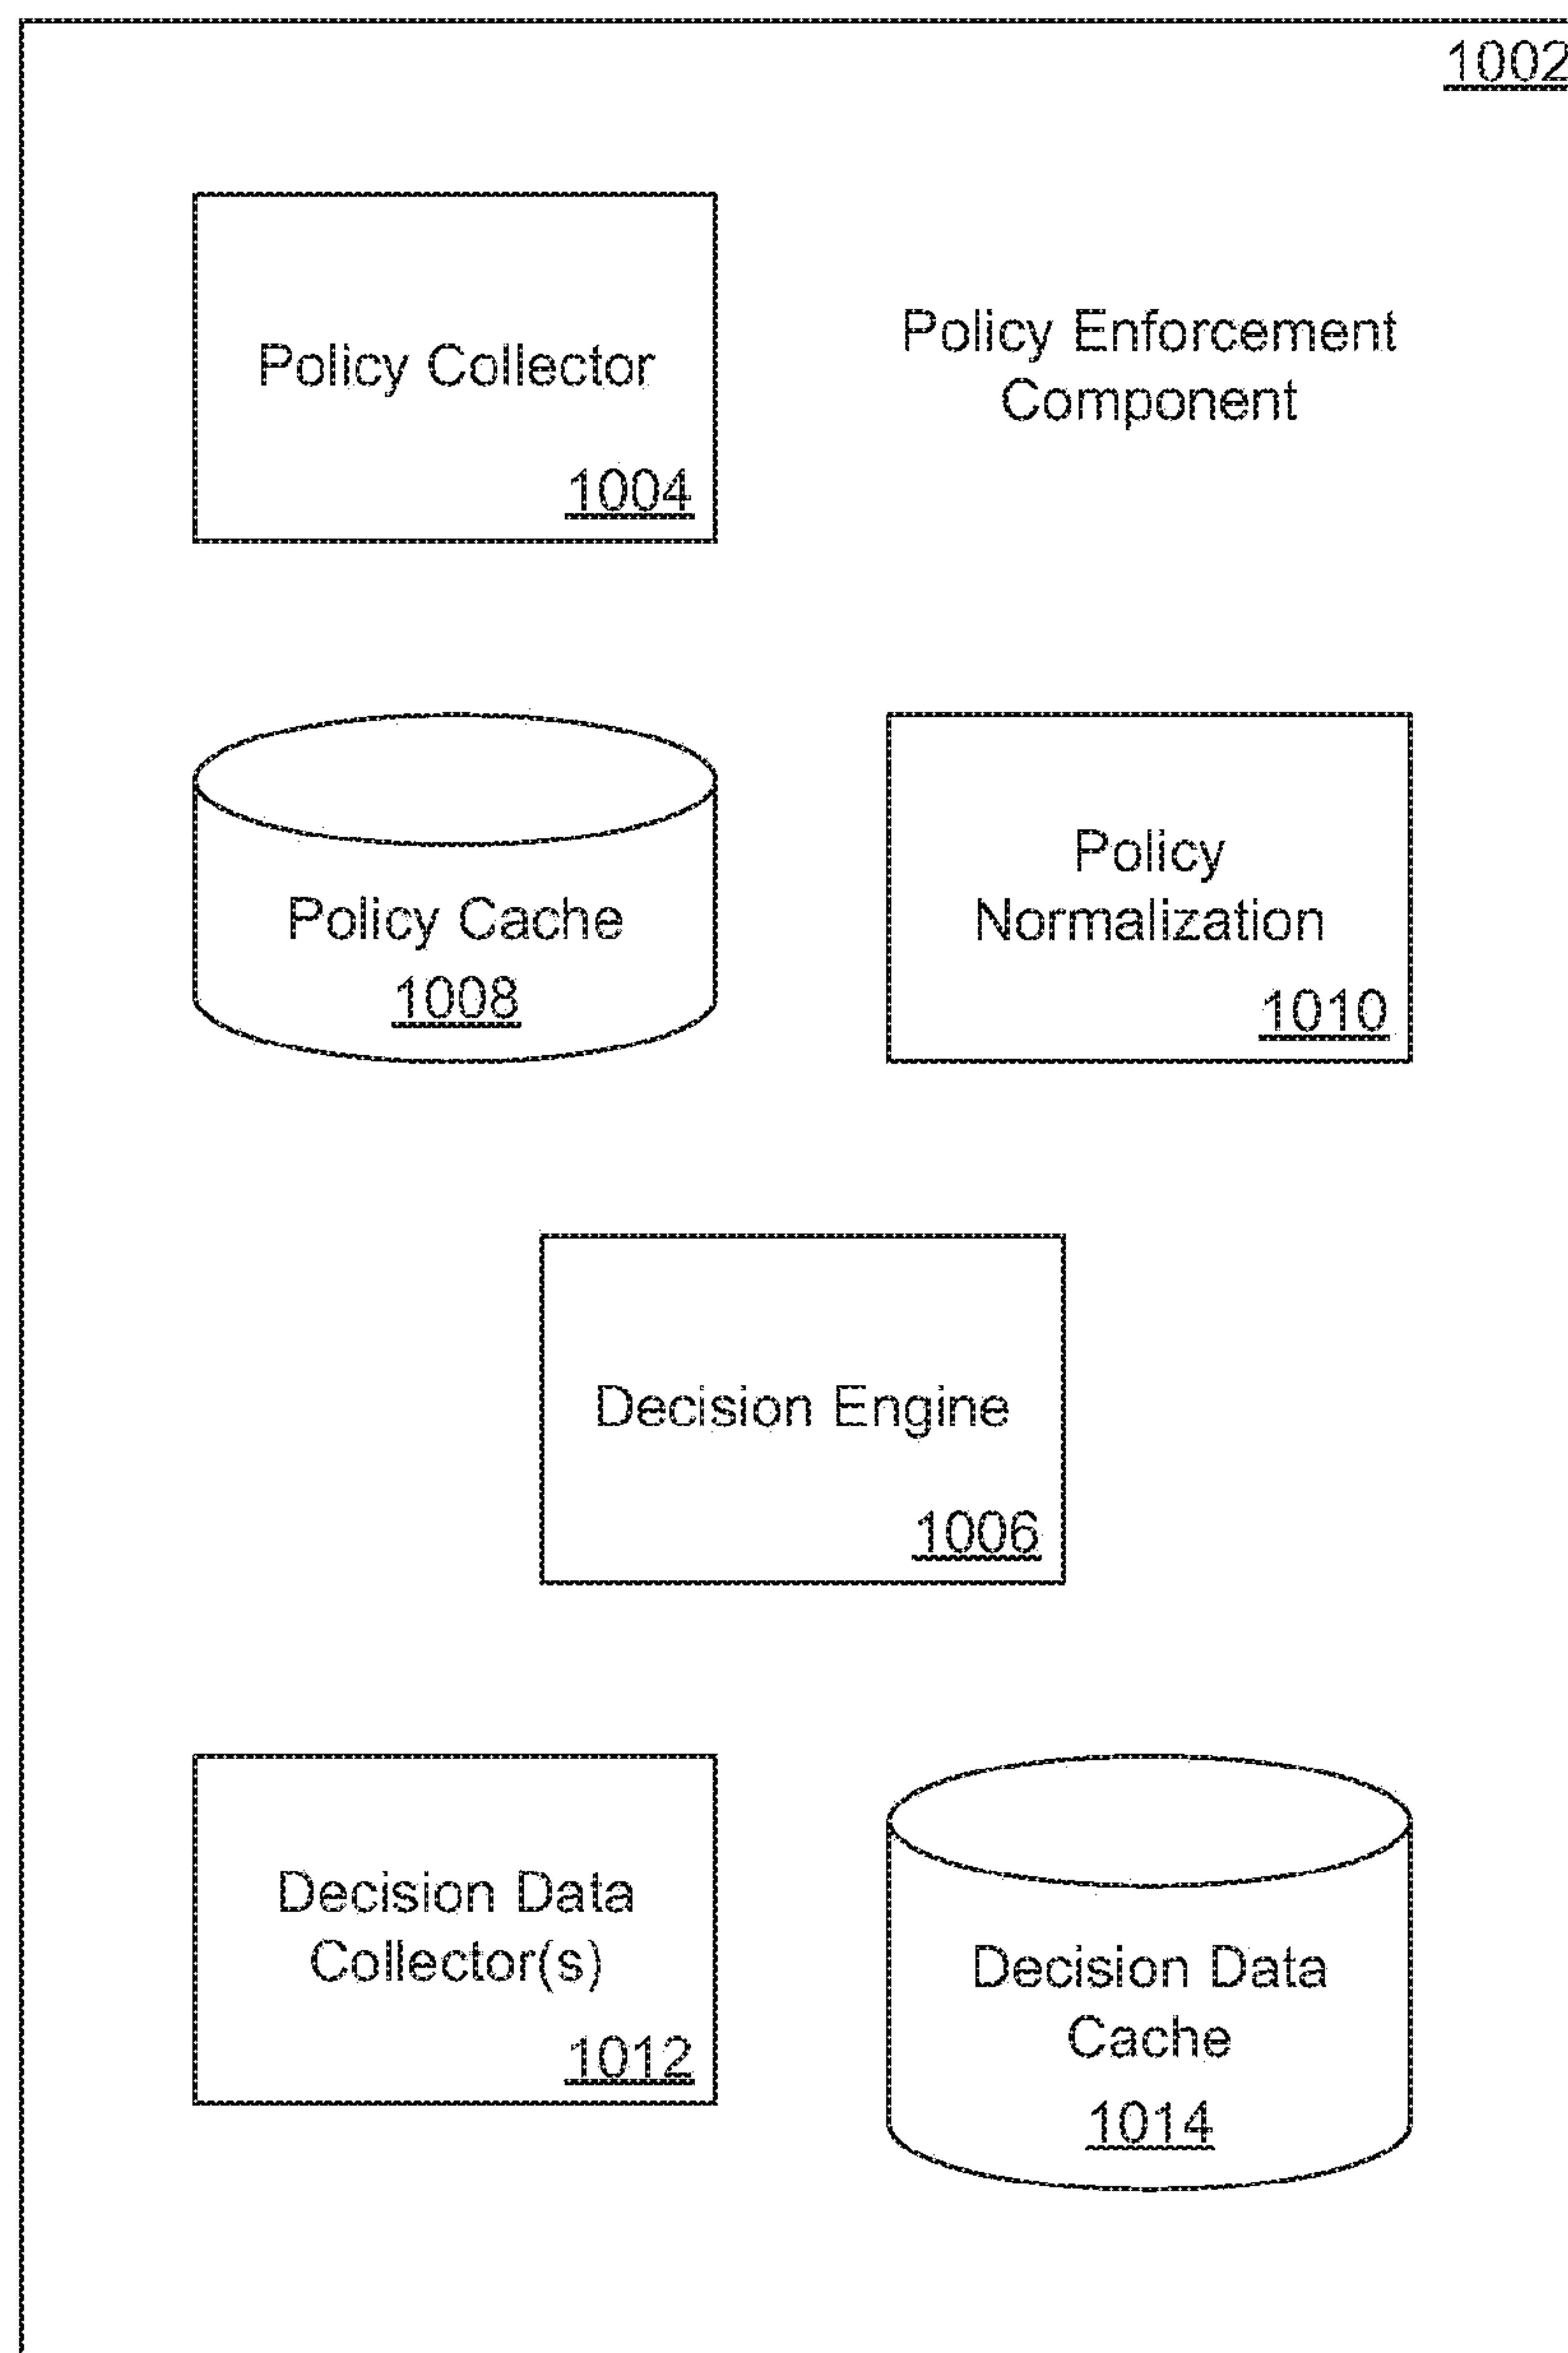 1002
Policy Collector
1004
Policy Enforcement
Component
Policy Cache
1008
Policy
Normalization
1010
Decision Engine
1006
Decision Data
Collector(s)
1012
Decision Data
Cache
1014